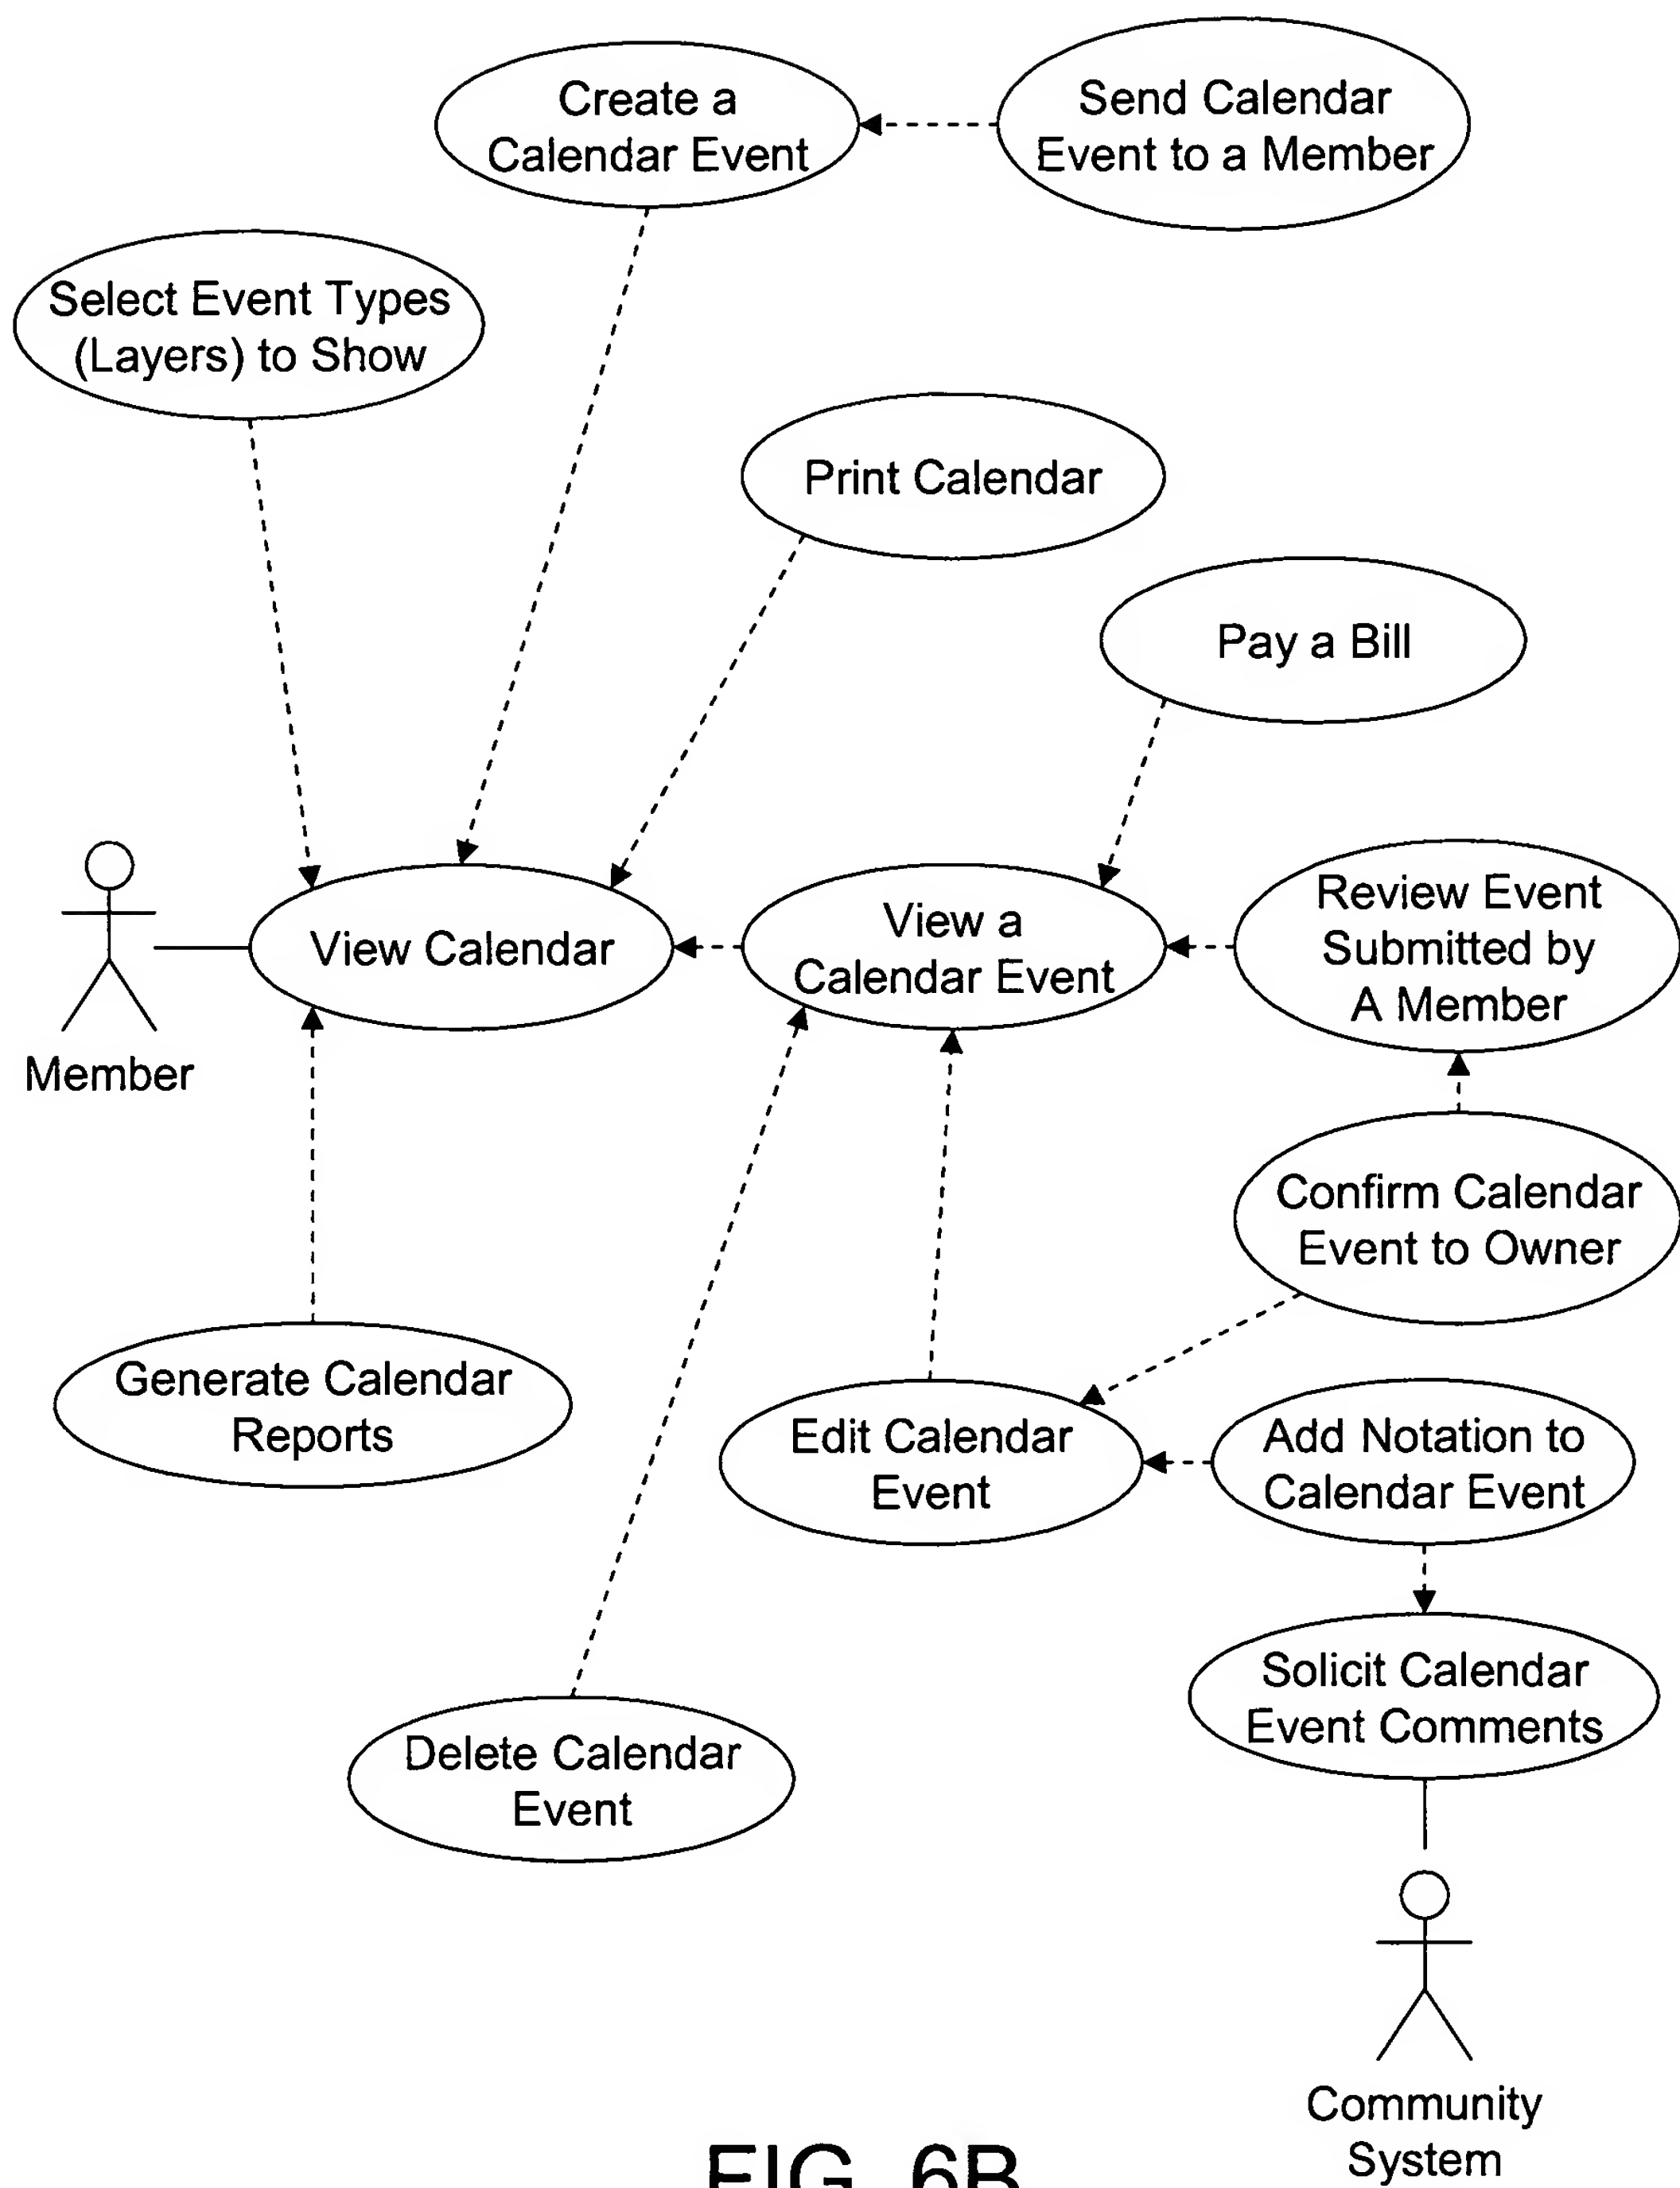 Create a
Calendar Event
Send Calendar
Event to a Member
Select Event Types
(Layers) to Show
Print Calendar
Pay a Bill
View Calendar
View a
Calendar Event
Review Event
Submitted by
A Member
Member
Confirm Calendar
Event to Owner
Generate Calendar
Reports
Edit Calendar
Event
Add Notation to
Calendar Event
Solicit Calendar
Event Comments
Delete Calendar
Event
Community
System
FIG. 6B